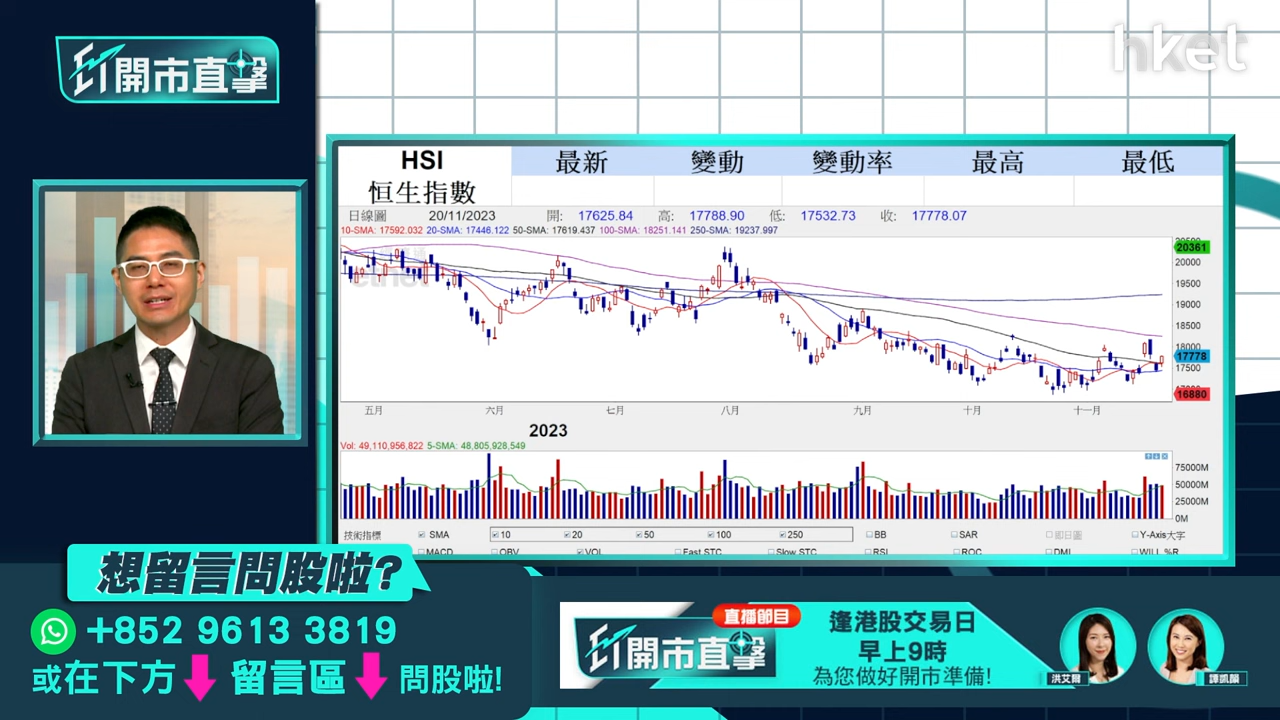 ET開市直擊
hket
HSI
恒生指數
最新
變動
變動率
最高
最低
日線圖 20/11/2023 開: 17625.84 高: 17788.90 低: 17532.73 收: 17778.07
10-SMA: 17592.032 20-SMA: 17446.122 50-SMA: 17619.437 100-SMA: 18251.141 250-SMA: 19237.997
20361
20000
19500
19000
18500
18000
17778
17500
16880
五月 六月 七月 八月 九月 十月 十一月
2023
Vol: 49,110,956,822 5-SMA: 48,805,928,549
75000M
50000M
25000M
0M
技術指標 SMA 10 20 50 100 250 BB SAR 即日圖 Y-Axis大字
MACD OBV VOL Fast STC Slow STC RSI ROC DMI WILL %R
想留言問股啦?
+852 9613 3819
或在下方 留言區 問股啦!
直播節目
ET開市直擊
逢港股交易日
早上9時
為您做好開市準備!
洪艾爾
譚凱韻